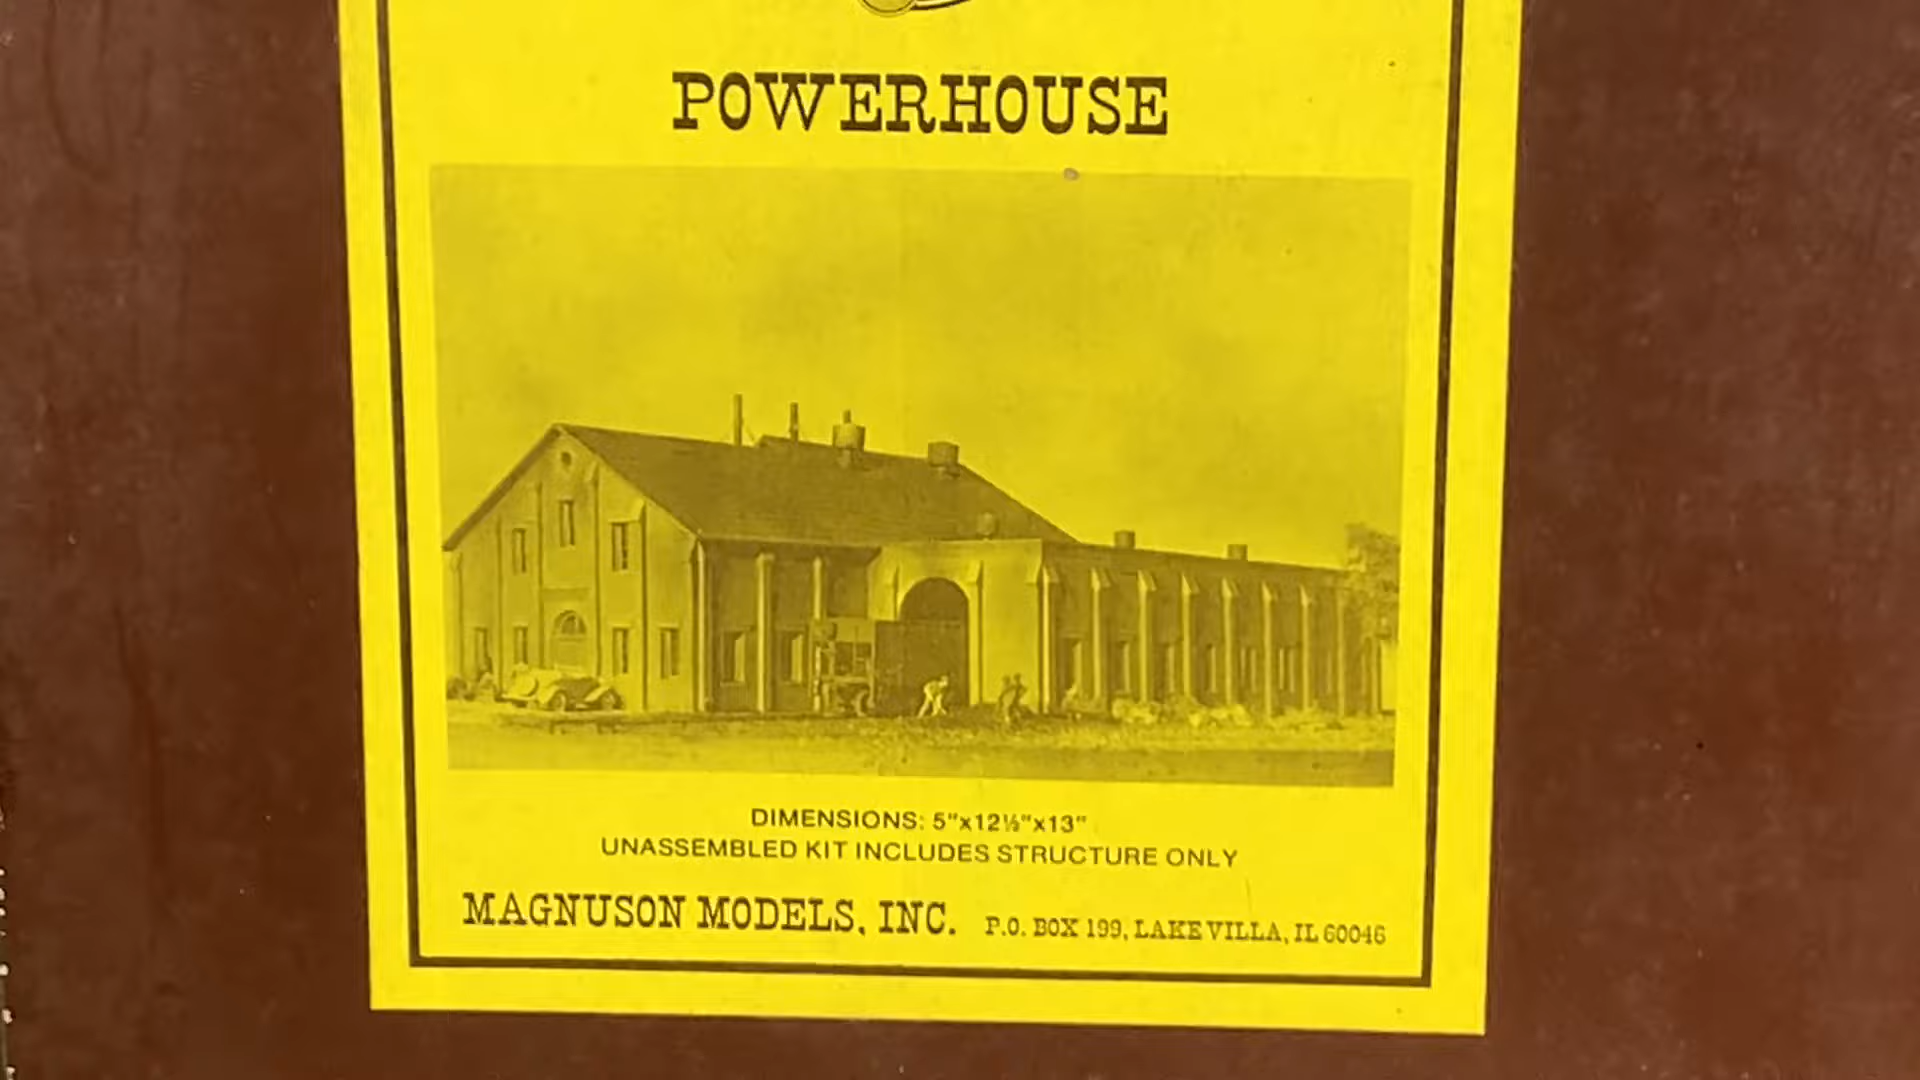 POWERHOUSE
DIMENSIONS: 5"x12½"x13"
UNASSEMBLED KIT INCLUDES STRUCTURE ONLY
MAGNUSON MODELS, INC. P.O. BOX 199, LAKE VILLA, IL 60046